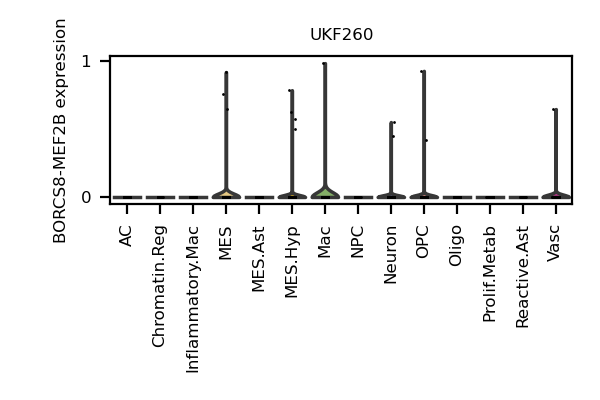 UKF260
BORCS8-MEF2B expression
1
0
AC
Chromatin.Reg
Inflammatory.Mac
MES
MES.Ast
MES.Hyp
Mac
NPC
Neuron
OPC
Oligo
Prolif.Metab
Reactive.Ast
Vasc